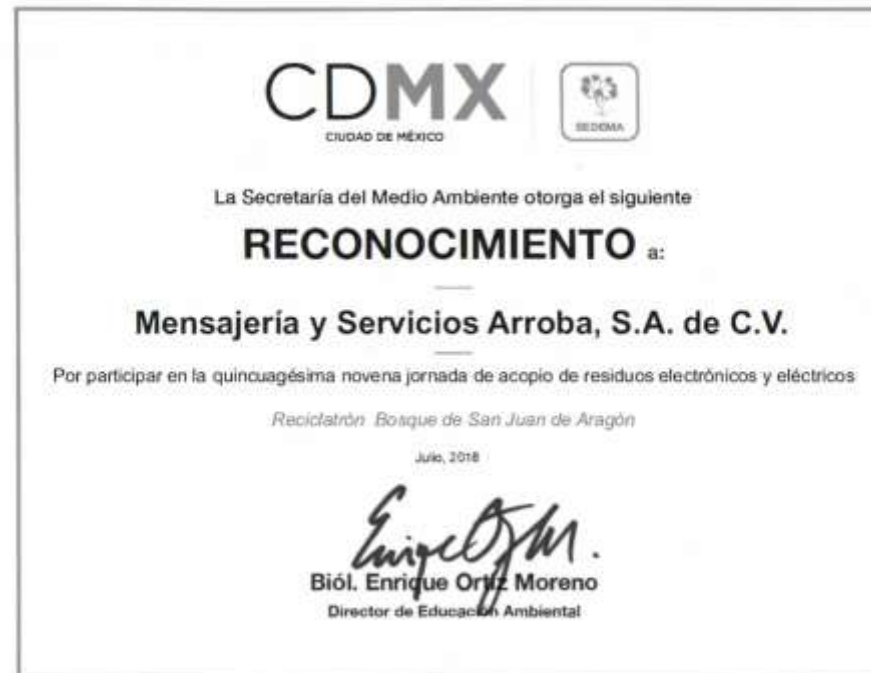 CDMX
CIUDAD DE MÉXICO
SEDEMA
La Secretaría del Medio Ambiente otorga el siguiente
RECONOCIMIENTO a:
Mensajería y Servicios Arroba, S.A. de C.V.
Por participar en la quincuagésima novena jornada de acopio de residuos electrónicos y eléctricos
Reciclatrón Bosque de San Juan de Aragón
Julio, 2018
Biól. Enrique Ortiz Moreno
Director de Educación Ambiental